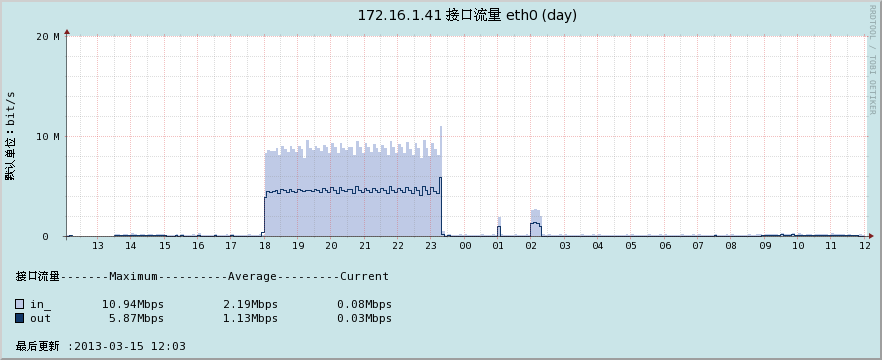 172.16.1.41 接口流量 eth0 (day)
RRDTOOL / TOBI OETIKER
默认单位：bit/s
20 M
10 M
0
13 14 15 16 17 18 19 20 21 22 23 00 01 02 03 04 05 06 07 08 09 10 11 12
接口流量-------Maximum----------Average---------Current
in_ 10.94Mbps 2.19Mbps 0.08Mbps
out 5.87Mbps 1.13Mbps 0.03Mbps
最后更新 :2013-03-15 12:03